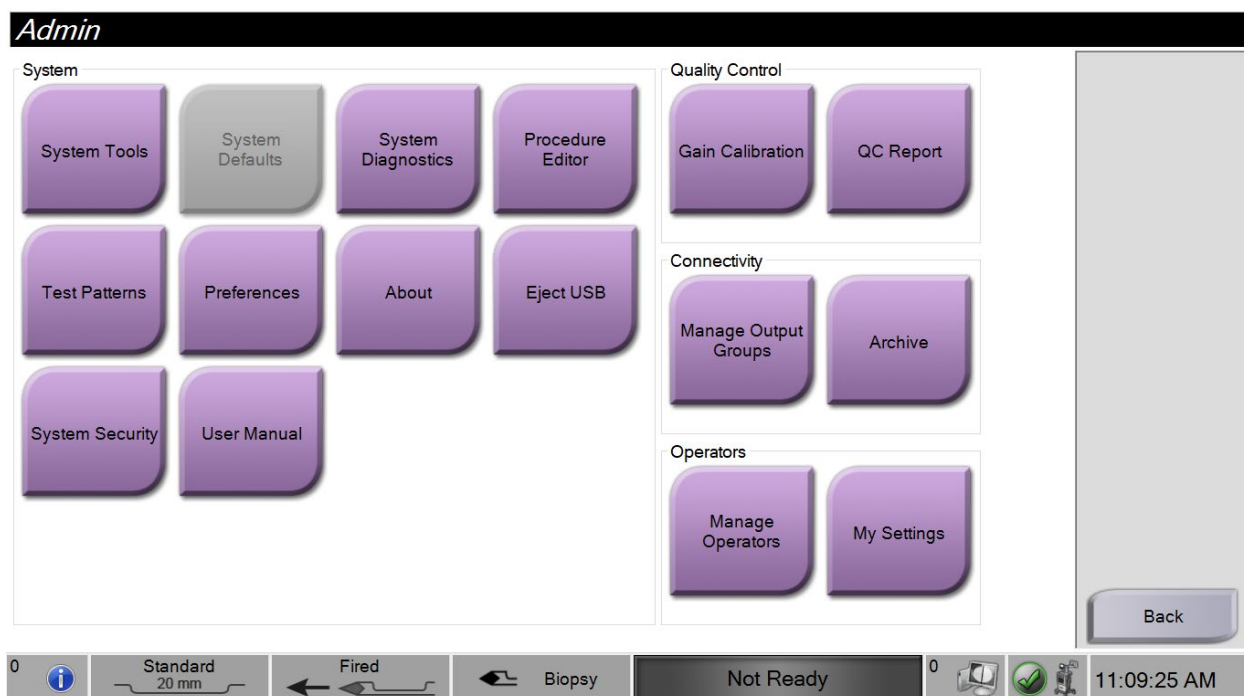 Admin
System
System Tools
System
Defaults
System
Diagnostics
Procedure
Editor
Test Patterns
Preferences
About
Eject USB
System Security
User Manual
Quality Control
Gain Calibration
QC Report
Connectivity
Manage Output
Groups
Archive
Operators
Manage
Operators
My Settings
Back
0
Standard
20 mm
Fired
Biopsy
Not Ready
0
11:09:25 AM